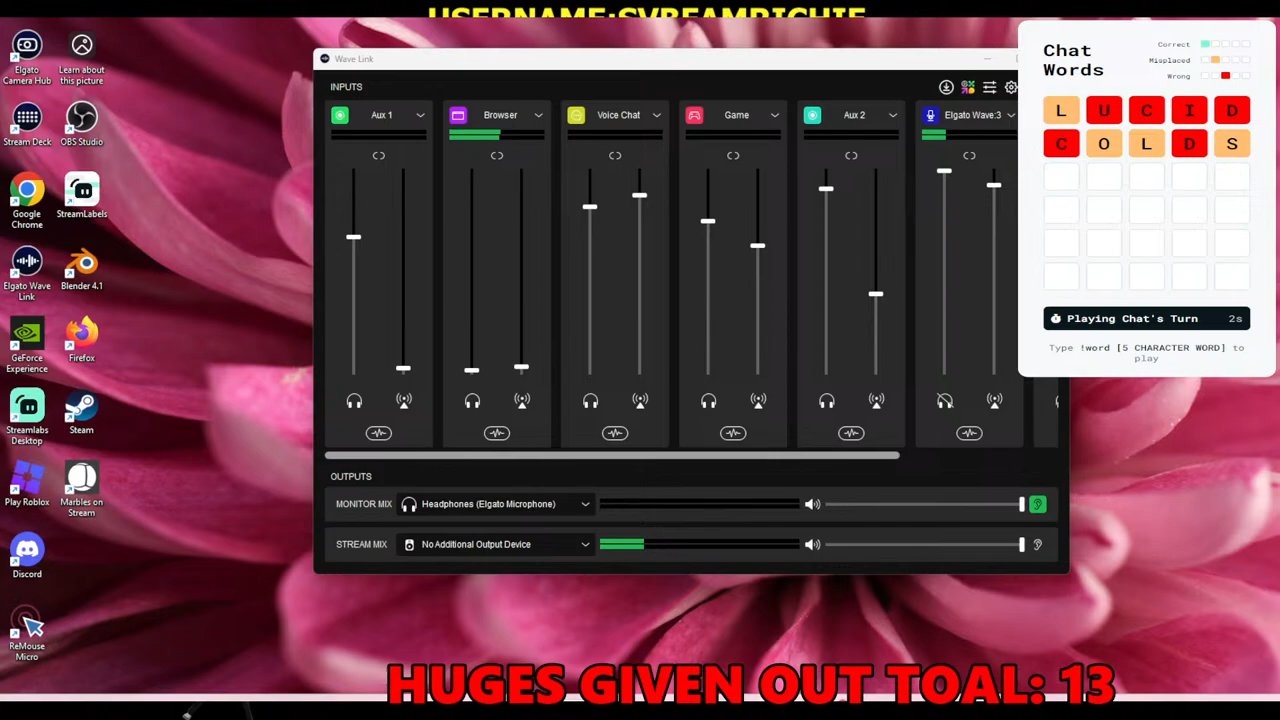 USERNAME:SVBEAMRICHIE
Elgato Camera Hub
Learn about this picture
Stream Deck
OBS Studio
Google Chrome
StreamLabels
Elgato Wave Link
Blender 4.1
GeForce Experience
Firefox
Streamlabs Desktop
Steam
Play Roblox
Marbles on Stream
Discord
ReMouse Micro
Wave Link
INPUTS
Aux 1
Browser
Voice Chat
Game
Aux 2
Elgato Wave:3
OUTPUTS
MONITOR MIX
Headphones (Elgato Microphone)
STREAM MIX
No Additional Output Device
Chat Words
Correct
Misplaced
Wrong
L U C I D
C O L D S
Playing Chat's Turn 2s
Type !word [5 CHARACTER WORD] to
play
HUGES GIVEN OUT TOAL: 13